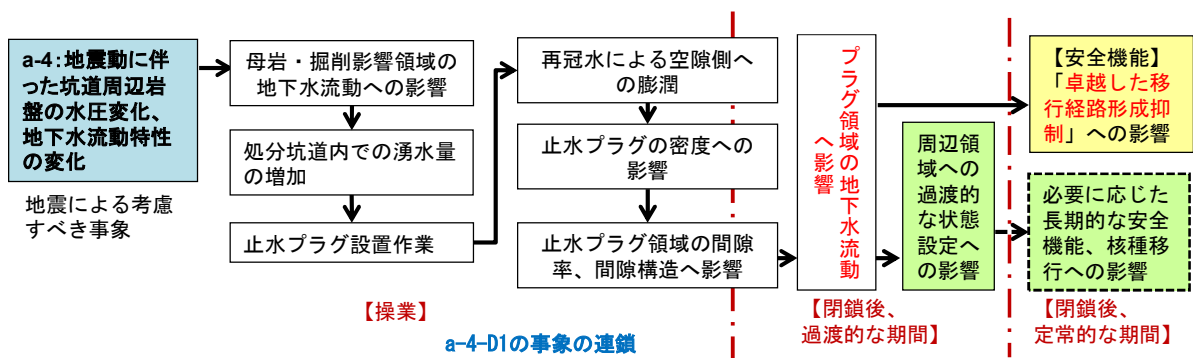 a-4：地震動に伴
った坑道周辺岩
盤の水圧変化、
地下水流動特性
の変化
地震による考慮
すべき事象
母岩・掘削影響領域の
地下水流動への影響
処分坑道内での湧水量
の増加
止水プラグ設置作業
再冠水による空隙側へ
の膨潤
止水プラグの密度への
影響
止水プラグ領域の間隙
率、間隙構造へ影響
プラグ領域の地下水流動
へ影響
周辺領
域への
過渡的
な状態
設定へ
の影響
【安全機能】
「卓越した移
行経路形成抑
制」への影響
必要に応じた
長期的な安全
機能、核種移
行への影響
【操業】
【閉鎖後、
過渡的な期間】
【閉鎖後、
定常的な期間】
a-4-D1の事象の連鎖